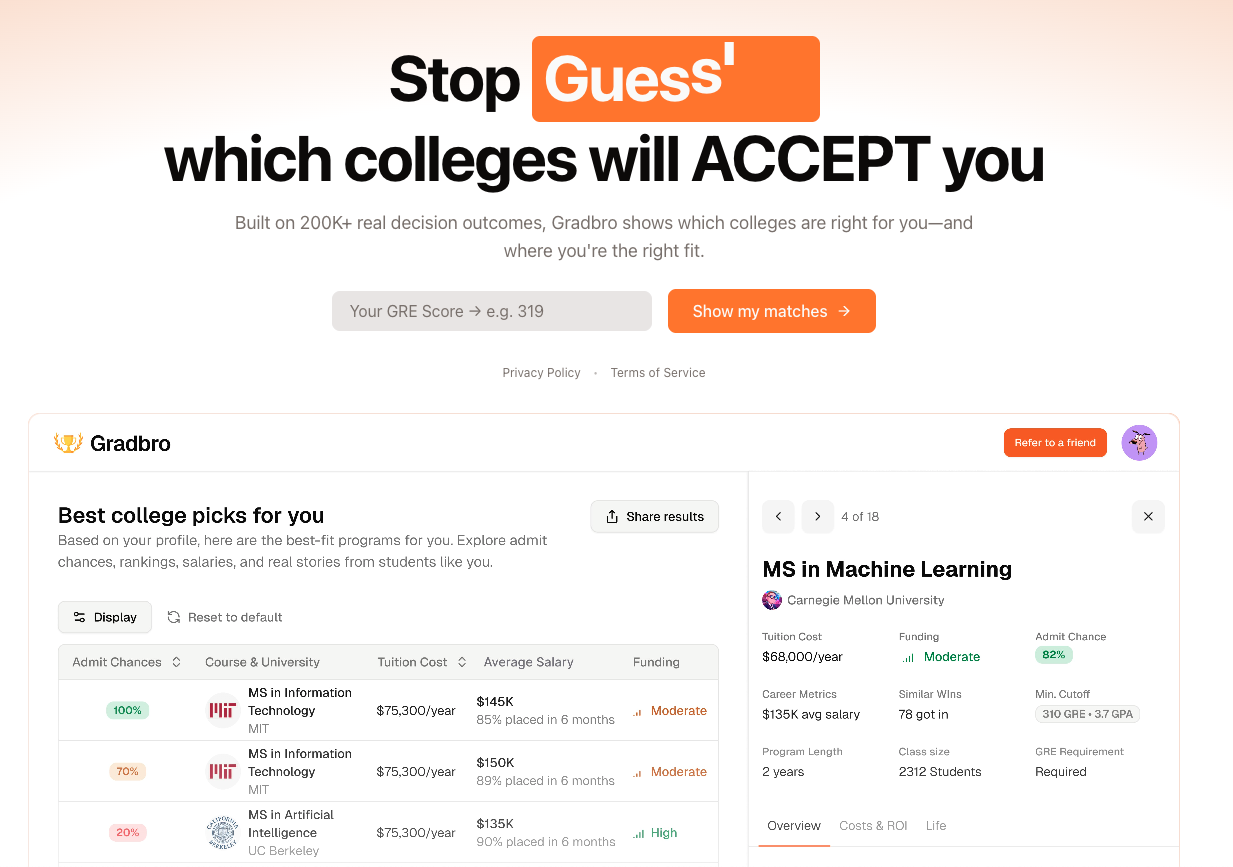 Stop Guess
which colleges will ACCEPT you
Built on 200K+ real decision outcomes, Gradbro shows which colleges are right for you—and
where you're the right fit.
Your GRE Score → e.g. 319
Show my matches →
Privacy Policy • Terms of Service
Gradbro
Refer to a friend
Best college picks for you
Share results
Based on your profile, here are the best-fit programs for you. Explore admit
chances, rankings, salaries, and real stories from students like you.
Display
Reset to default
Admit Chances Course & University Tuition Cost Average Salary Funding
100%
MIT
MS in Information
Technology
MIT
$75,300/year
$145K
85% placed in 6 months
Moderate
70%
MIT
MS in Information
Technology
MIT
$75,300/year
$150K
89% placed in 6 months
Moderate
20%
CALIFORNIA
BERKELEY
MS in Artificial
Intelligence
UC Berkeley
$75,300/year
$135K
90% placed in 6 months
High
4 of 18
MS in Machine Learning
Carnegie Mellon University
Tuition Cost
$68,000/year
Funding
Moderate
Admit Chance
82%
Career Metrics
$135K avg salary
Similar WIns
78 got in
Min. Cutoff
310 GRE • 3.7 GPA
Program Length
2 years
Class size
2312 Students
GRE Requirement
Required
Overview Costs & ROI Life